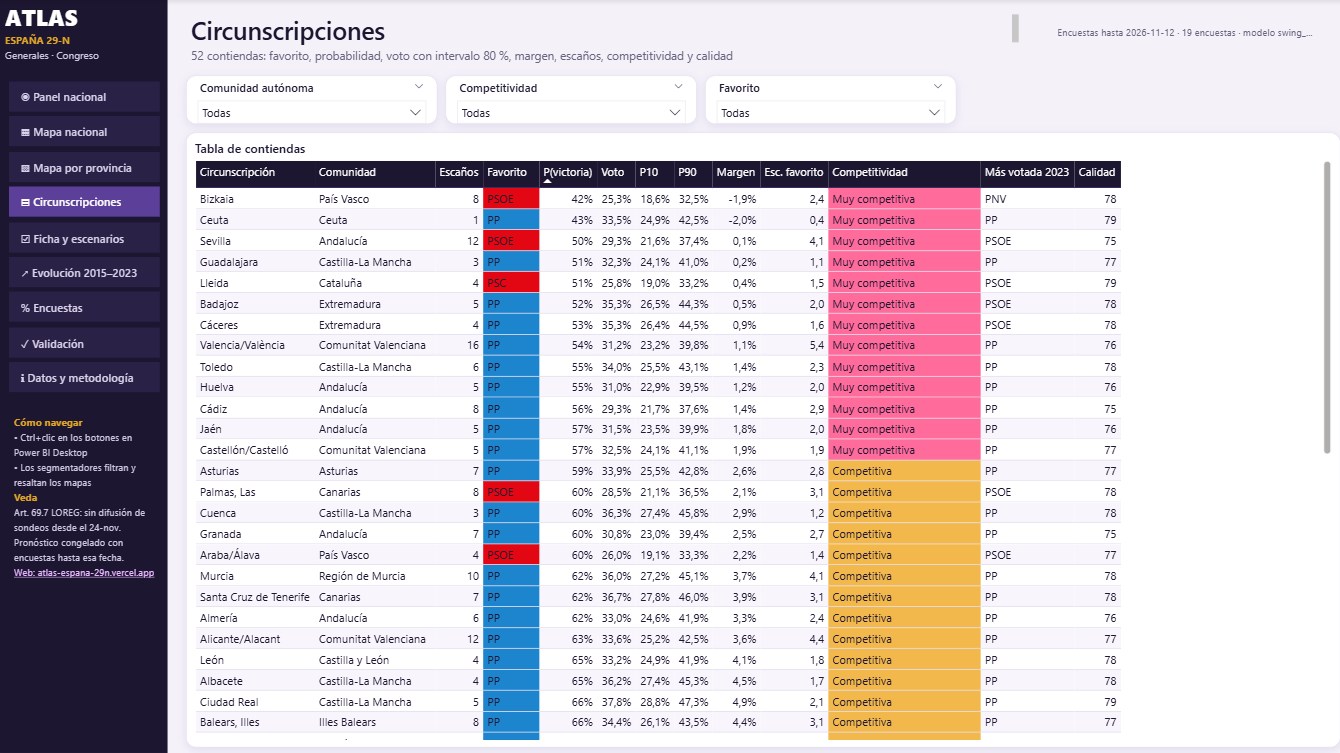 ATLAS
ESPAÑA 29-N
Generales · Congreso
◉ Panel nacional
▦ Mapa nacional
▧ Mapa por provincia
▤ Circunscripciones
☑ Ficha y escenarios
↗ Evolución 2015–2023
% Encuestas
✓ Validación
ℹ Datos y metodología
Cómo navegar
• Ctrl+clic en los botones en
Power BI Desktop
• Los segmentadores filtran y
resaltan los mapas
Veda
Art. 69.7 LOREG: sin difusión de
sondeos desde el 24-nov.
Pronóstico congelado con
encuestas hasta esa fecha.
Web: atlas-espana-29n.vercel.app
Circunscripciones
52 contiendas: favorito, probabilidad, voto con intervalo 80 %, margen, escaños, competitividad y calidad
Encuestas hasta 2026-11-12 · 19 encuestas · modelo swing_...
Comunidad autónoma
Todas
Competitividad
Todas
Favorito
Todas
Tabla de contiendas
Circunscripción Comunidad Escaños Favorito P(victoria) Voto P10 P90 Margen Esc. favorito Competitividad Más votada 2023 Calidad
Bizkaia País Vasco 8 PSOE 42% 25,3% 18,6% 32,5% -1,9% 2,4 Muy competitiva PNV 78
Ceuta Ceuta 1 PP 43% 33,5% 24,9% 42,5% -2,0% 0,4 Muy competitiva PP 79
Sevilla Andalucía 12 PSOE 50% 29,3% 21,6% 37,4% 0,1% 4,1 Muy competitiva PSOE 75
Guadalajara Castilla-La Mancha 3 PP 51% 32,3% 24,1% 41,0% 0,2% 1,1 Muy competitiva PP 77
Lleida Cataluña 4 PSC 51% 25,8% 19,0% 33,2% 0,4% 1,5 Muy competitiva PSOE 79
Badajoz Extremadura 5 PP 52% 35,3% 26,5% 44,3% 0,5% 2,0 Muy competitiva PSOE 78
Cáceres Extremadura 4 PP 53% 35,3% 26,4% 44,5% 0,9% 1,6 Muy competitiva PSOE 78
Valencia/València Comunitat Valenciana 16 PP 54% 31,2% 23,2% 39,8% 1,1% 5,4 Muy competitiva PP 76
Toledo Castilla-La Mancha 6 PP 55% 34,0% 25,5% 43,1% 1,4% 2,3 Muy competitiva PP 78
Huelva Andalucía 5 PP 55% 31,0% 22,9% 39,5% 1,2% 2,0 Muy competitiva PP 76
Cádiz Andalucía 8 PP 56% 29,3% 21,7% 37,6% 1,4% 2,9 Muy competitiva PP 75
Jaén Andalucía 5 PP 57% 31,5% 23,5% 39,9% 1,8% 2,0 Muy competitiva PP 76
Castellón/Castelló Comunitat Valenciana 5 PP 57% 32,5% 24,1% 41,1% 1,9% 1,9 Muy competitiva PP 77
Asturias Asturias 7 PP 59% 33,9% 25,5% 42,8% 2,6% 2,8 Competitiva PP 77
Palmas, Las Canarias 8 PSOE 60% 28,5% 21,1% 36,5% 2,1% 3,1 Competitiva PSOE 78
Cuenca Castilla-La Mancha 3 PP 60% 36,3% 27,4% 45,8% 2,9% 1,2 Competitiva PP 78
Granada Andalucía 7 PP 60% 30,8% 23,0% 39,4% 2,5% 2,7 Competitiva PP 75
Araba/Álava País Vasco 4 PSOE 60% 26,0% 19,1% 33,3% 2,2% 1,4 Competitiva PSOE 77
Murcia Región de Murcia 10 PP 62% 36,0% 27,2% 45,1% 3,7% 4,1 Competitiva PP 78
Santa Cruz de Tenerife Canarias 7 PP 62% 36,7% 27,8% 46,0% 3,9% 3,1 Competitiva PP 78
Almería Andalucía 6 PP 62% 33,0% 24,6% 41,9% 3,3% 2,4 Competitiva PP 76
Alicante/Alacant Comunitat Valenciana 12 PP 63% 33,6% 25,2% 42,5% 3,6% 4,4 Competitiva PP 77
León Castilla y León 4 PP 65% 33,2% 24,9% 41,9% 4,1% 1,8 Competitiva PP 78
Albacete Castilla-La Mancha 4 PP 65% 36,2% 27,4% 45,3% 4,5% 1,7 Competitiva PP 78
Ciudad Real Castilla-La Mancha 5 PP 66% 37,8% 28,8% 47,3% 4,9% 2,1 Competitiva PP 79
Balears, Illes Illes Balears 8 PP 66% 34,4% 26,1% 43,5% 4,4% 3,1 Competitiva PP 77